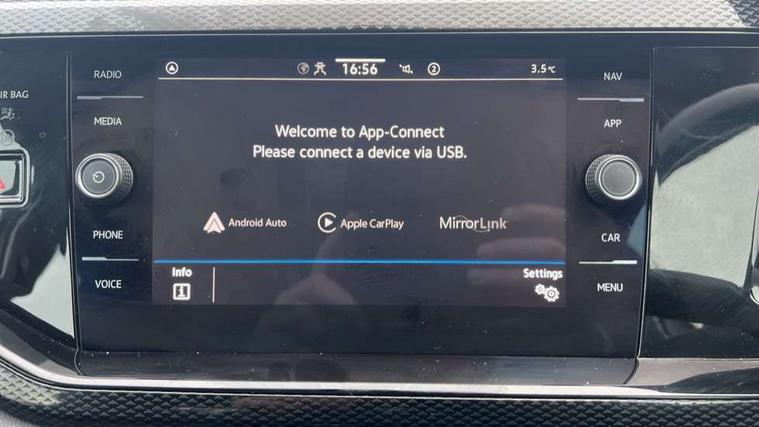 16:56
2
3.5°C
RADIO
NAV
IR BAG
MEDIA
APP
Welcome to App-Connect
Please connect a device via USB.
Android Auto
Apple CarPlay
MirrorLink
PHONE
CAR
Info
Settings
VOICE
MENU